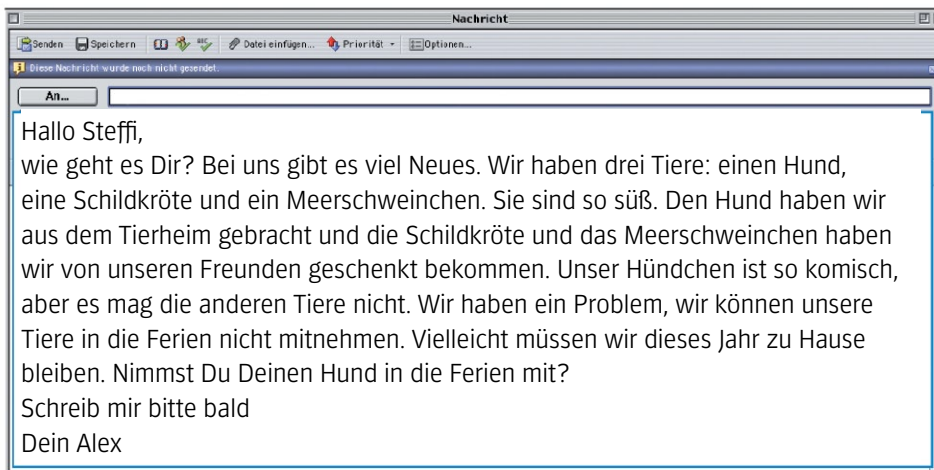 Nachricht
Senden Speichern Datei einfügen... Priorität Optionen...
Diese Nachricht wurde noch nicht gesendet.
An...
Hallo Steffi,
wie geht es Dir? Bei uns gibt es viel Neues. Wir haben drei Tiere: einen Hund,
eine Schildkröte und ein Meerschweinchen. Sie sind so süß. Den Hund haben wir
aus dem Tierheim gebracht und die Schildkröte und das Meerschweinchen haben
wir von unseren Freunden geschenkt bekommen. Unser Hündchen ist so komisch,
aber es mag die anderen Tiere nicht. Wir haben ein Problem, wir können unsere
Tiere in die Ferien nicht mitnehmen. Vielleicht müssen wir dieses Jahr zu Hause
bleiben. Nimmst Du Deinen Hund in die Ferien mit?
Schreib mir bitte bald
Dein Alex